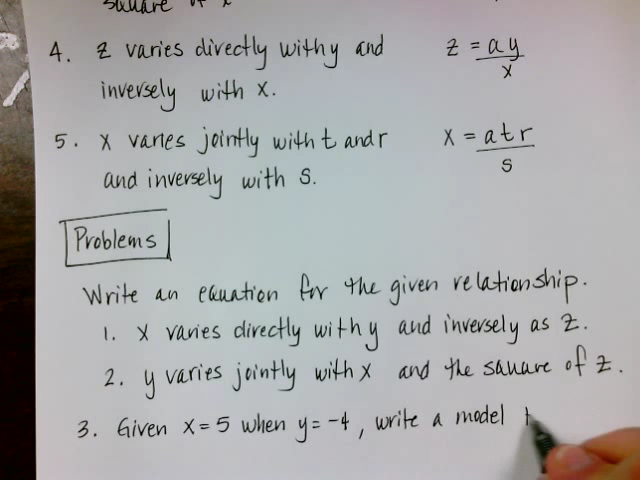 square of x
4. z varies directly with y and z = ay
inversely with x. x
5. x varies jointly with t and r x = atr
and inversely with s. s
Problems
Write an equation for the given relationship.
1. x varies directly with y and inversely as z.
2. y varies jointly with x and the square of z.
3. Given x = 5 when y = -4, write a model t